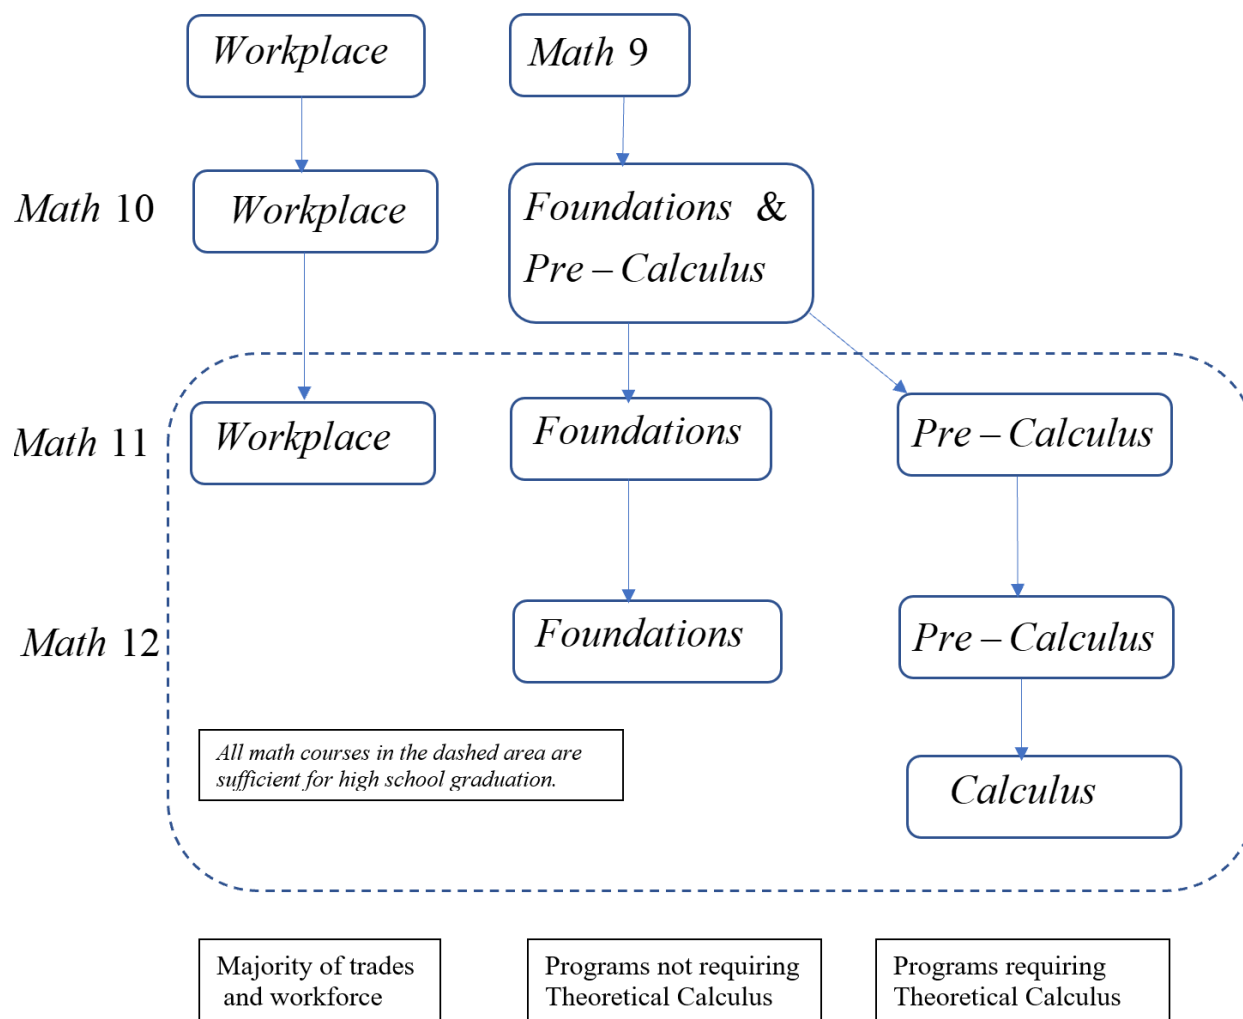 Workplace
Math 9
Math 10
Workplace
Foundations &
Pre – Calculus
Math 11
Workplace
Foundations
Pre – Calculus
Math 12
Foundations
Pre – Calculus
All math courses in the dashed area are
sufficient for high school graduation.
Calculus
Majority of trades
and workforce
Programs not requiring
Theoretical Calculus
Programs requiring
Theoretical Calculus